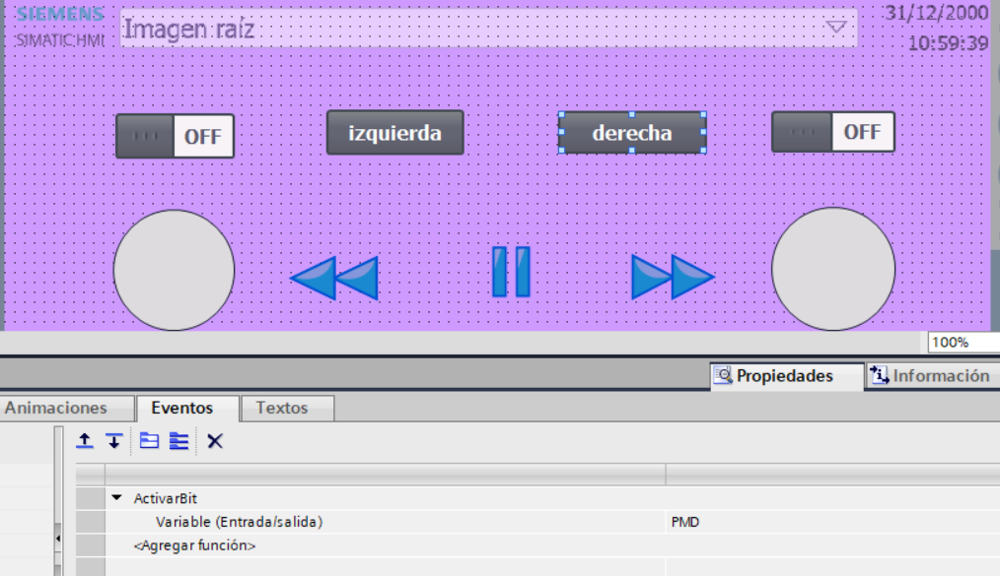 SIEMENS
SIMATIC HMI
Imagen raíz
31/12/2000
10:59:39
OFF
izquierda
derecha
OFF
100%
Propiedades
Información
Animaciones
Eventos
Textos
ActivarBit
Variable (Entrada/salida)
PMD
<Agregar función>